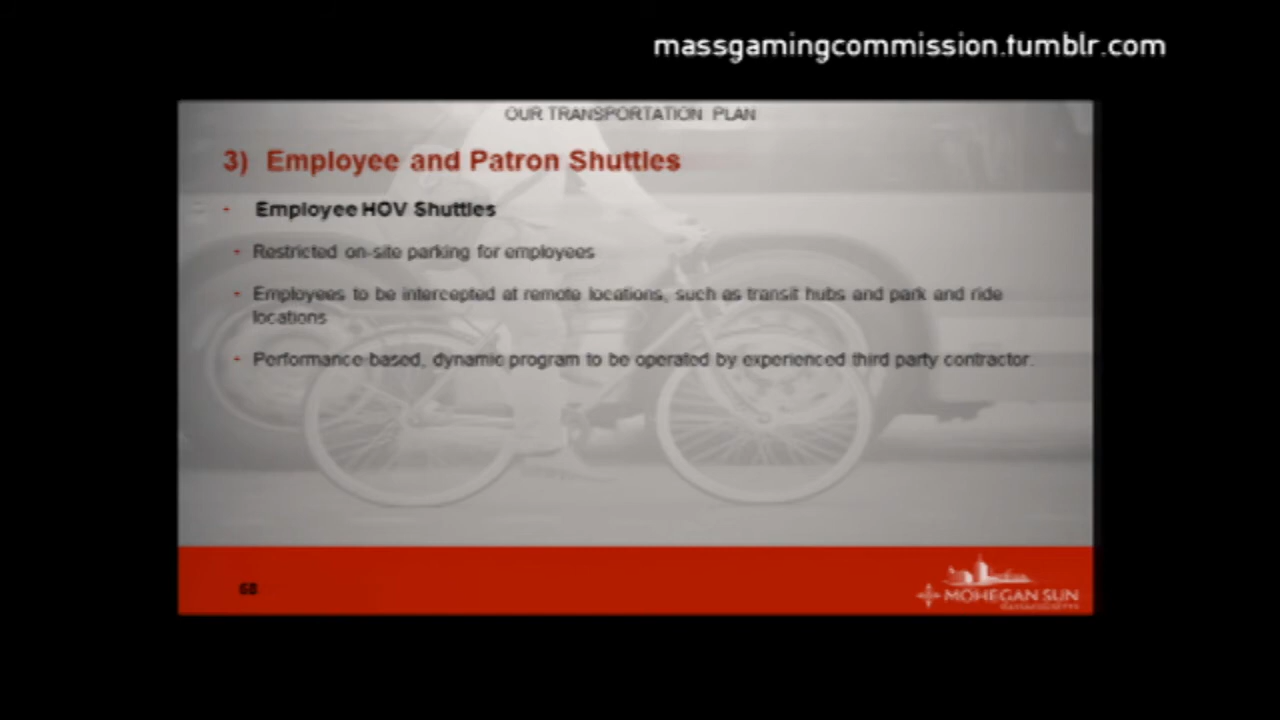 massgamingcommission.tumblr.com
OUR TRANSPORTATION PLAN
3) Employee and Patron Shuttles
- Employee HOV Shuttles
- Restricted on-site parking for employees
- Employees to be intercepted at remote locations, such as transit hubs and park and ride
locations
- Performance based, dynamic program to be operated by experienced third party contractor.
68
MOHEGAN SUN